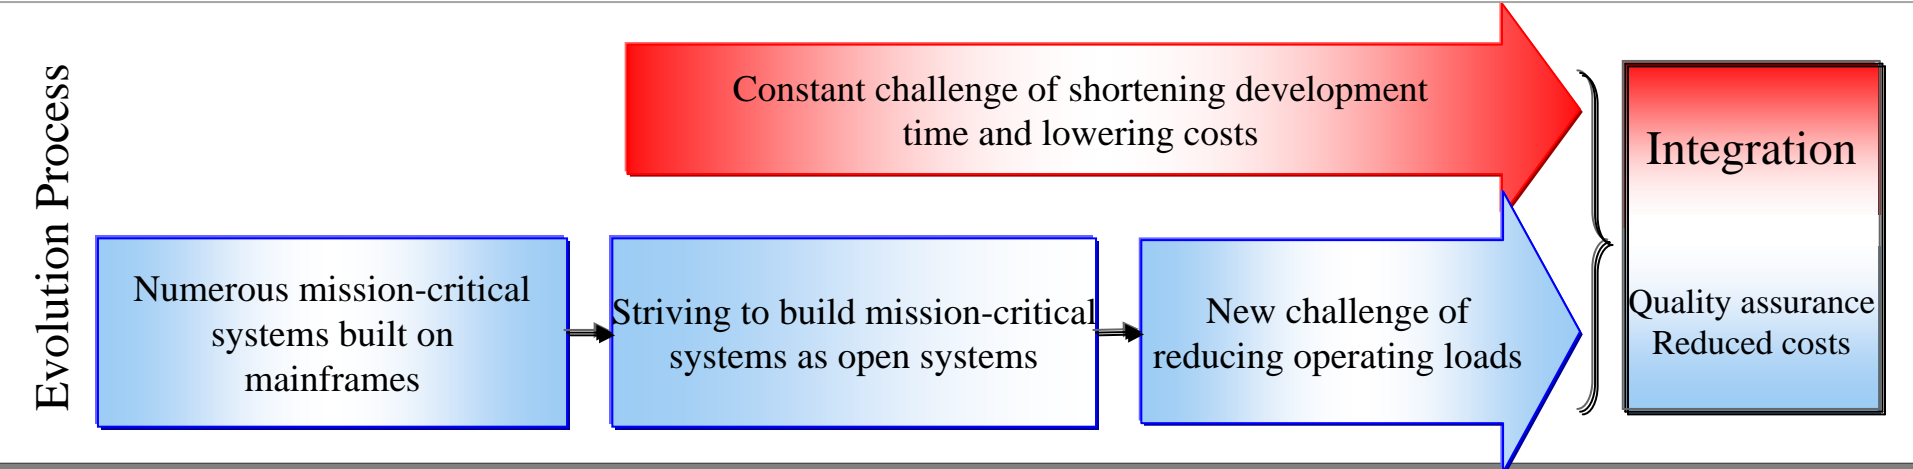 Evolution Process
Constant challenge of shortening development
time and lowering costs
Numerous mission-critical
systems built on
mainframes
Striving to build mission-critical
systems as open systems
New challenge of
reducing operating loads
Integration
Quality assurance
Reduced costs